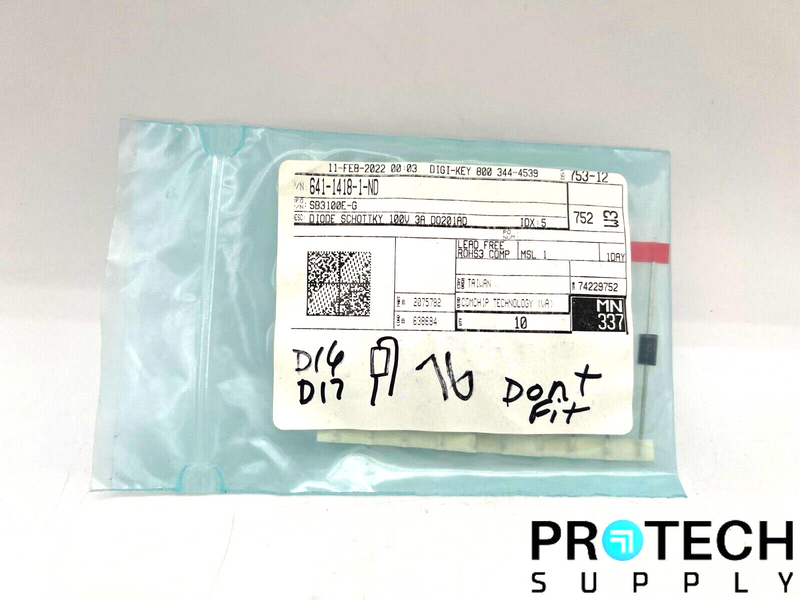 11-FEB-2022 00:03 DIGI-KEY 800 344-4539
753-12
P/N: 641-1418-1-ND
SB3100E-G
DIODE SCHOTTKY 100V 3A DO201AD IDX:5
752
LEAD FREE
ROHS3 COMP MSL 1 1DAY
TAIWAN 74229752
2075792 COMCHIP TECHNOLOGY (VA) MN
638694 10 337
D16
D17
Dont
Fit
PROTECH
SUPPLY